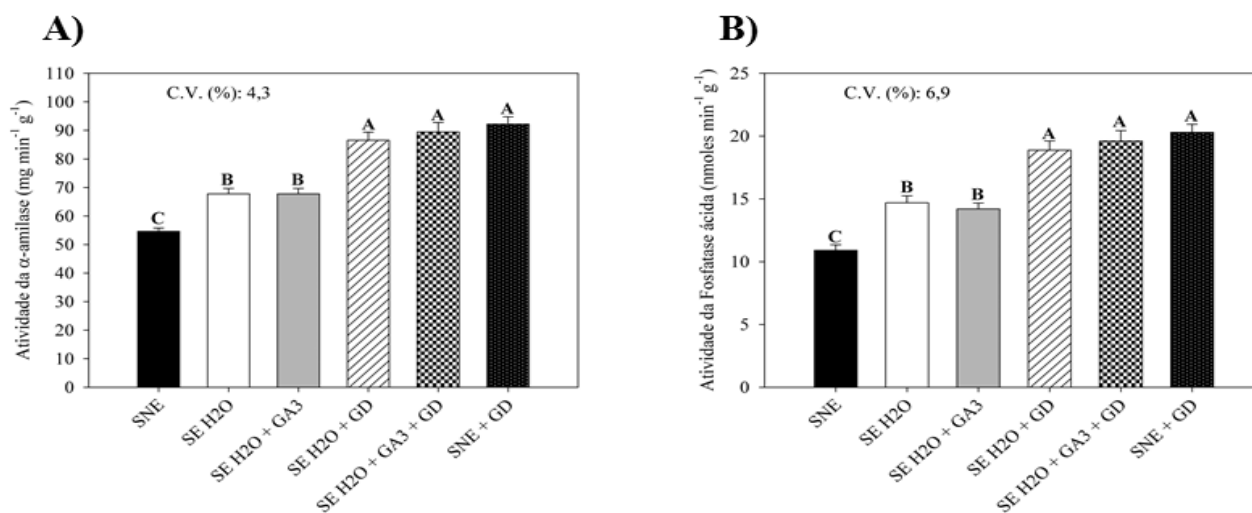 A)
Atividade da α-amilase (mg min⁻¹ g⁻¹)
110
100
90
80
70
60
50
40
30
20
10
0
C.V. (%): 4,3
C
B
B
A
A
A
SNE
SE H2O
SE H2O + GA3
SE H2O + GD
SE H2O + GA3 + GD
SNE + GD
B)
Atividade da Fosfatase ácida (nmoles min⁻¹ g⁻¹)
25
20
15
10
5
0
C.V. (%): 6,9
C
B
B
A
A
A
SNE
SE H2O
SE H2O + GA3
SE H2O + GD
SE H2O + GA3 + GD
SNE + GD